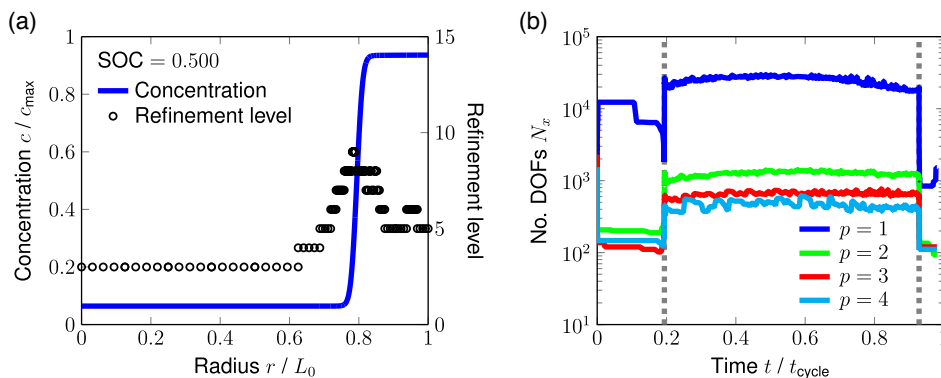 (a)
SOC = 0.500
Concentration
Refinement level
Concentration c / c_max
0
0.2
0.4
0.6
0.8
1
0
0.2
0.4
0.6
0.8
1
0
5
10
14
Refinement level
Radius r / L_0
(b)
No. DOFs N_x
10^1
10^2
10^3
10^4
10^5
p = 1
p = 2
p = 3
p = 4
0
0.2
0.4
0.6
0.8
1
Time t / t_cycle